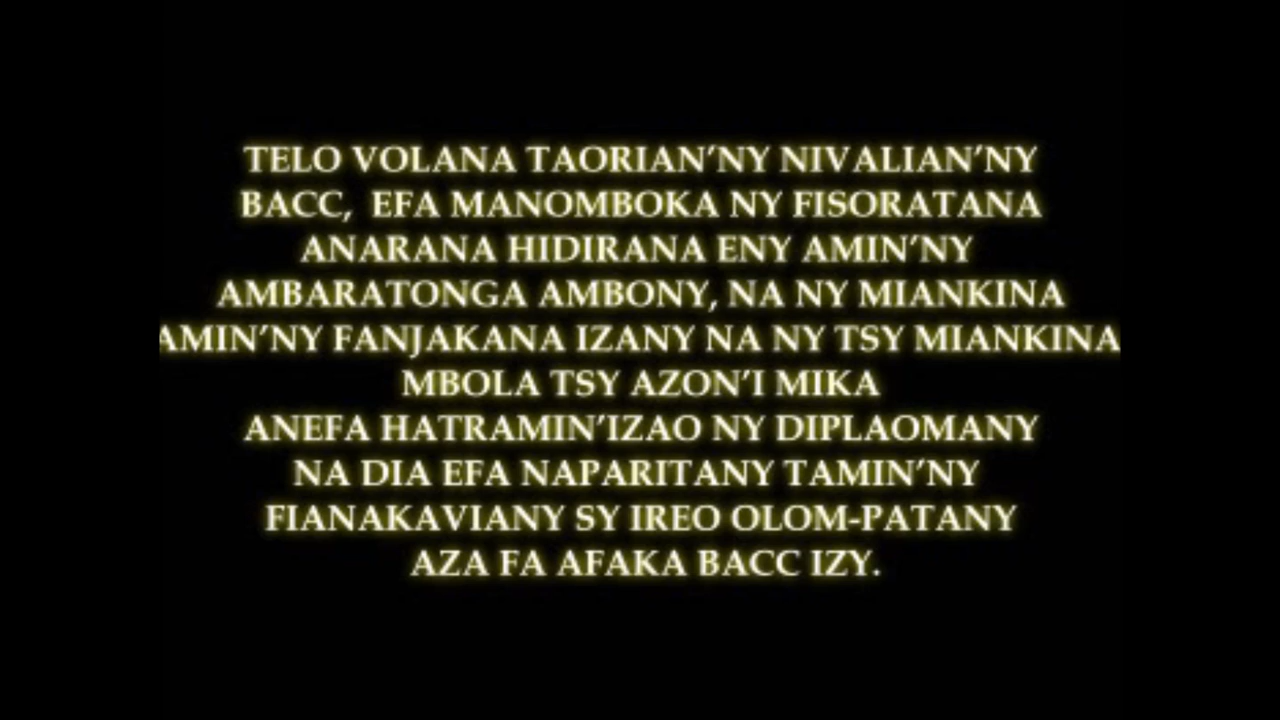 TELO VOLANA TAORIAN'NY NIVALIAN'NY
BACC,  EFA MANOMBOKA NY FISORATANA
ANARANA HIDIRANA ENY AMIN'NY
AMBARATONGA AMBONY, NA NY MIANKINA
AMIN'NY FANJAKANA IZANY NA NY TSY MIANKINA
MBOLA TSY AZON'I MIKA
ANEFA HATRAMIN'IZAO NY DIPLAOMANY
NA DIA EFA NAPARITANY TAMIN'NY
FIANAKAVIANY SY IREO OLOM-PATANY
AZA FA AFAKA BACC IZY.